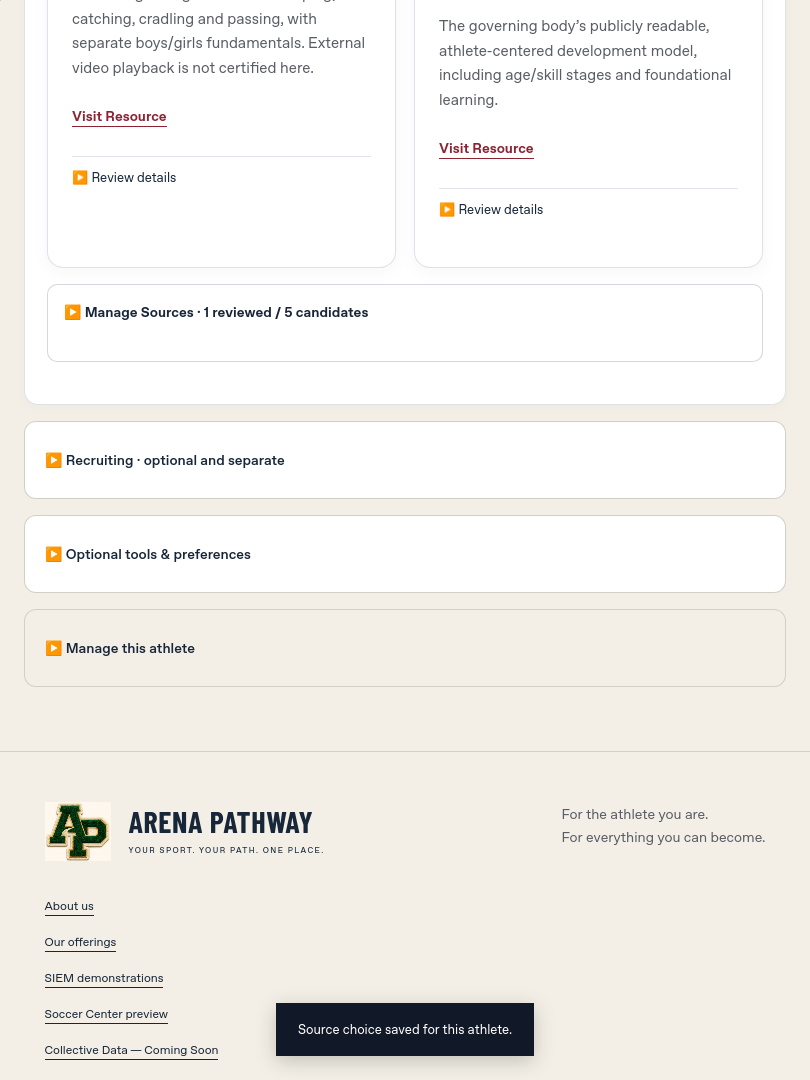 catching, cradling and passing, with
separate boys/girls fundamentals. External
video playback is not certified here.
Visit Resource
Review details
The governing body’s publicly readable,
athlete-centered development model,
including age/skill stages and foundational
learning.
Visit Resource
Review details
Manage Sources · 1 reviewed / 5 candidates
Recruiting · optional and separate
Optional tools & preferences
Manage this athlete
AP
ARENA PATHWAY
YOUR SPORT. YOUR PATH. ONE PLACE.
For the athlete you are.
For everything you can become.
About us
Our offerings
SIEM demonstrations
Soccer Center preview
Collective Data — Coming Soon
Source choice saved for this athlete.